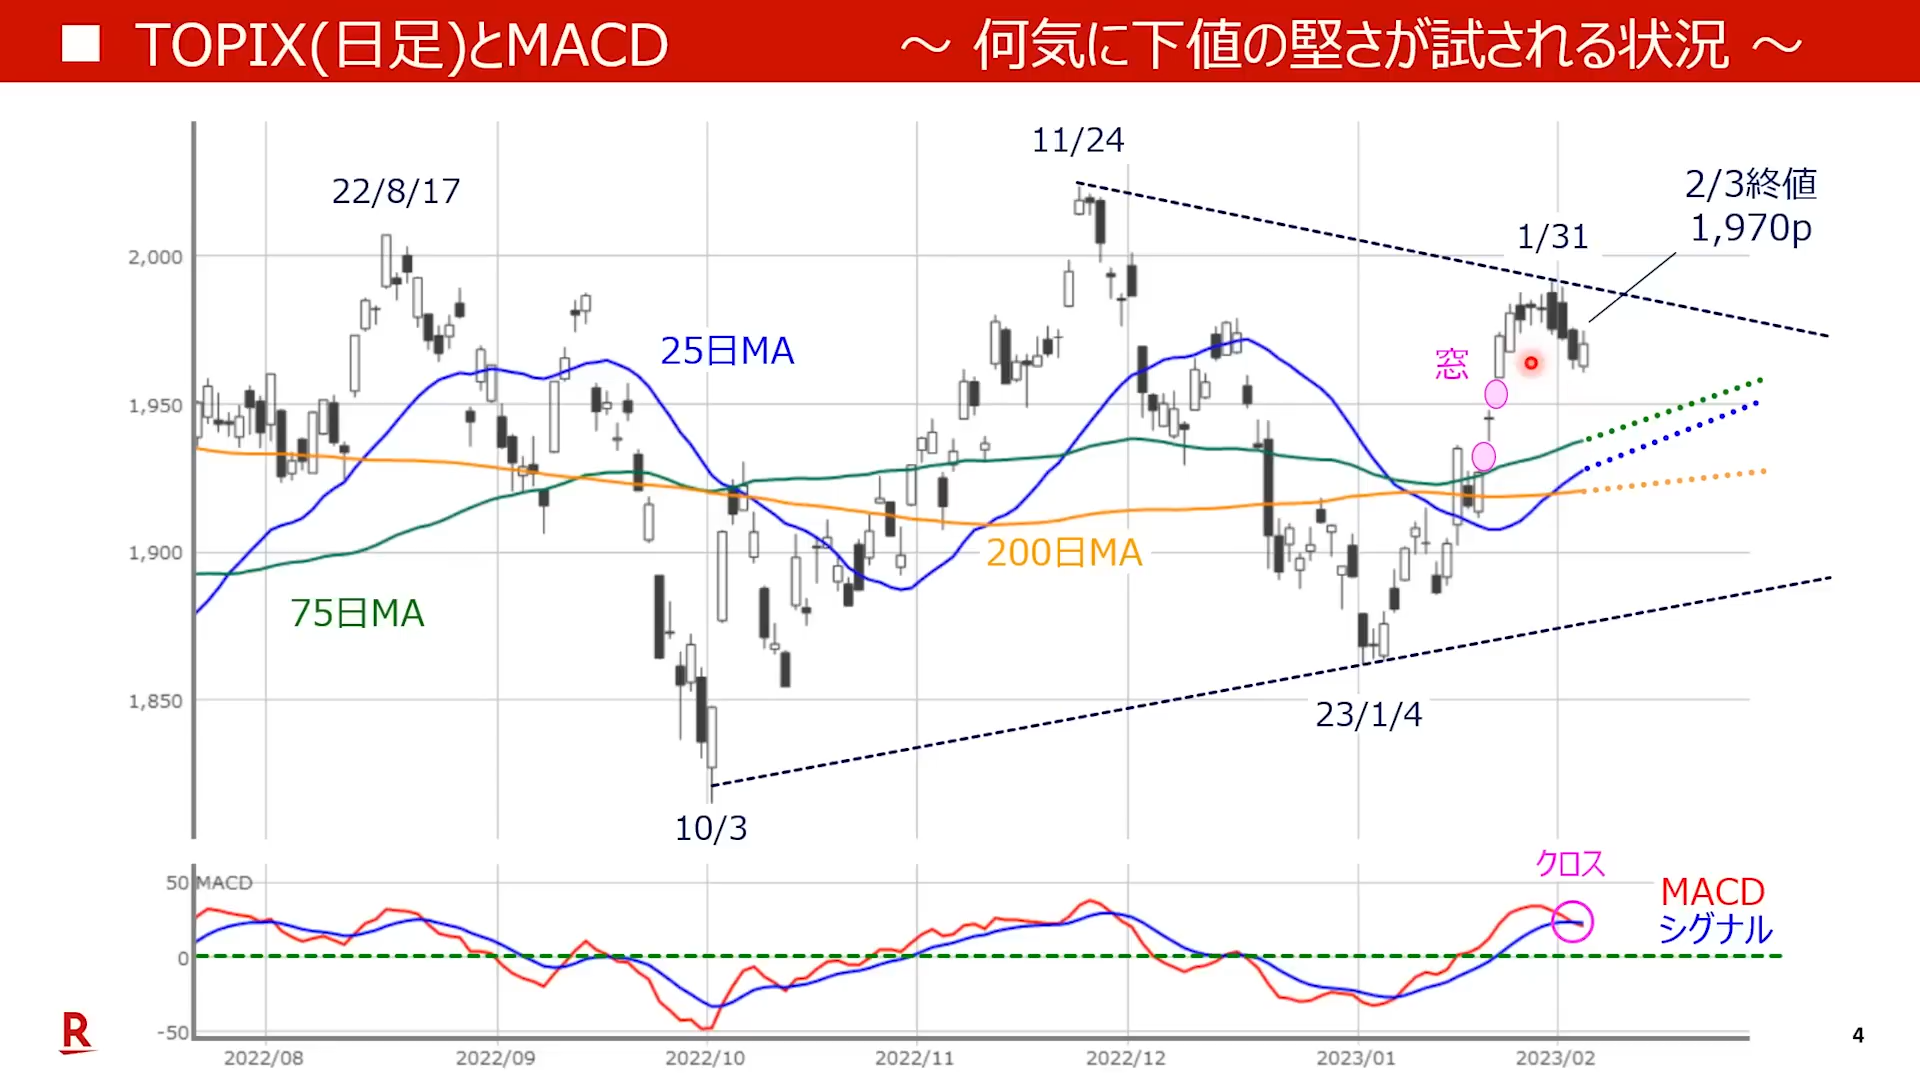 ■ TOPIX(日足)とMACD ～ 何気に下値の堅さが試される状況 ～
11/24
22/8/17
2/3終値
1,970p
1/31
2,000
25日MA
窓
1,950
1,900
200日MA
75日MA
1,850
23/1/4
10/3
クロス
50 MACD
MACD
シグナル
0
-50
R
4
2022/08 2022/09 2022/10 2022/11 2022/12 2023/01 2023/02